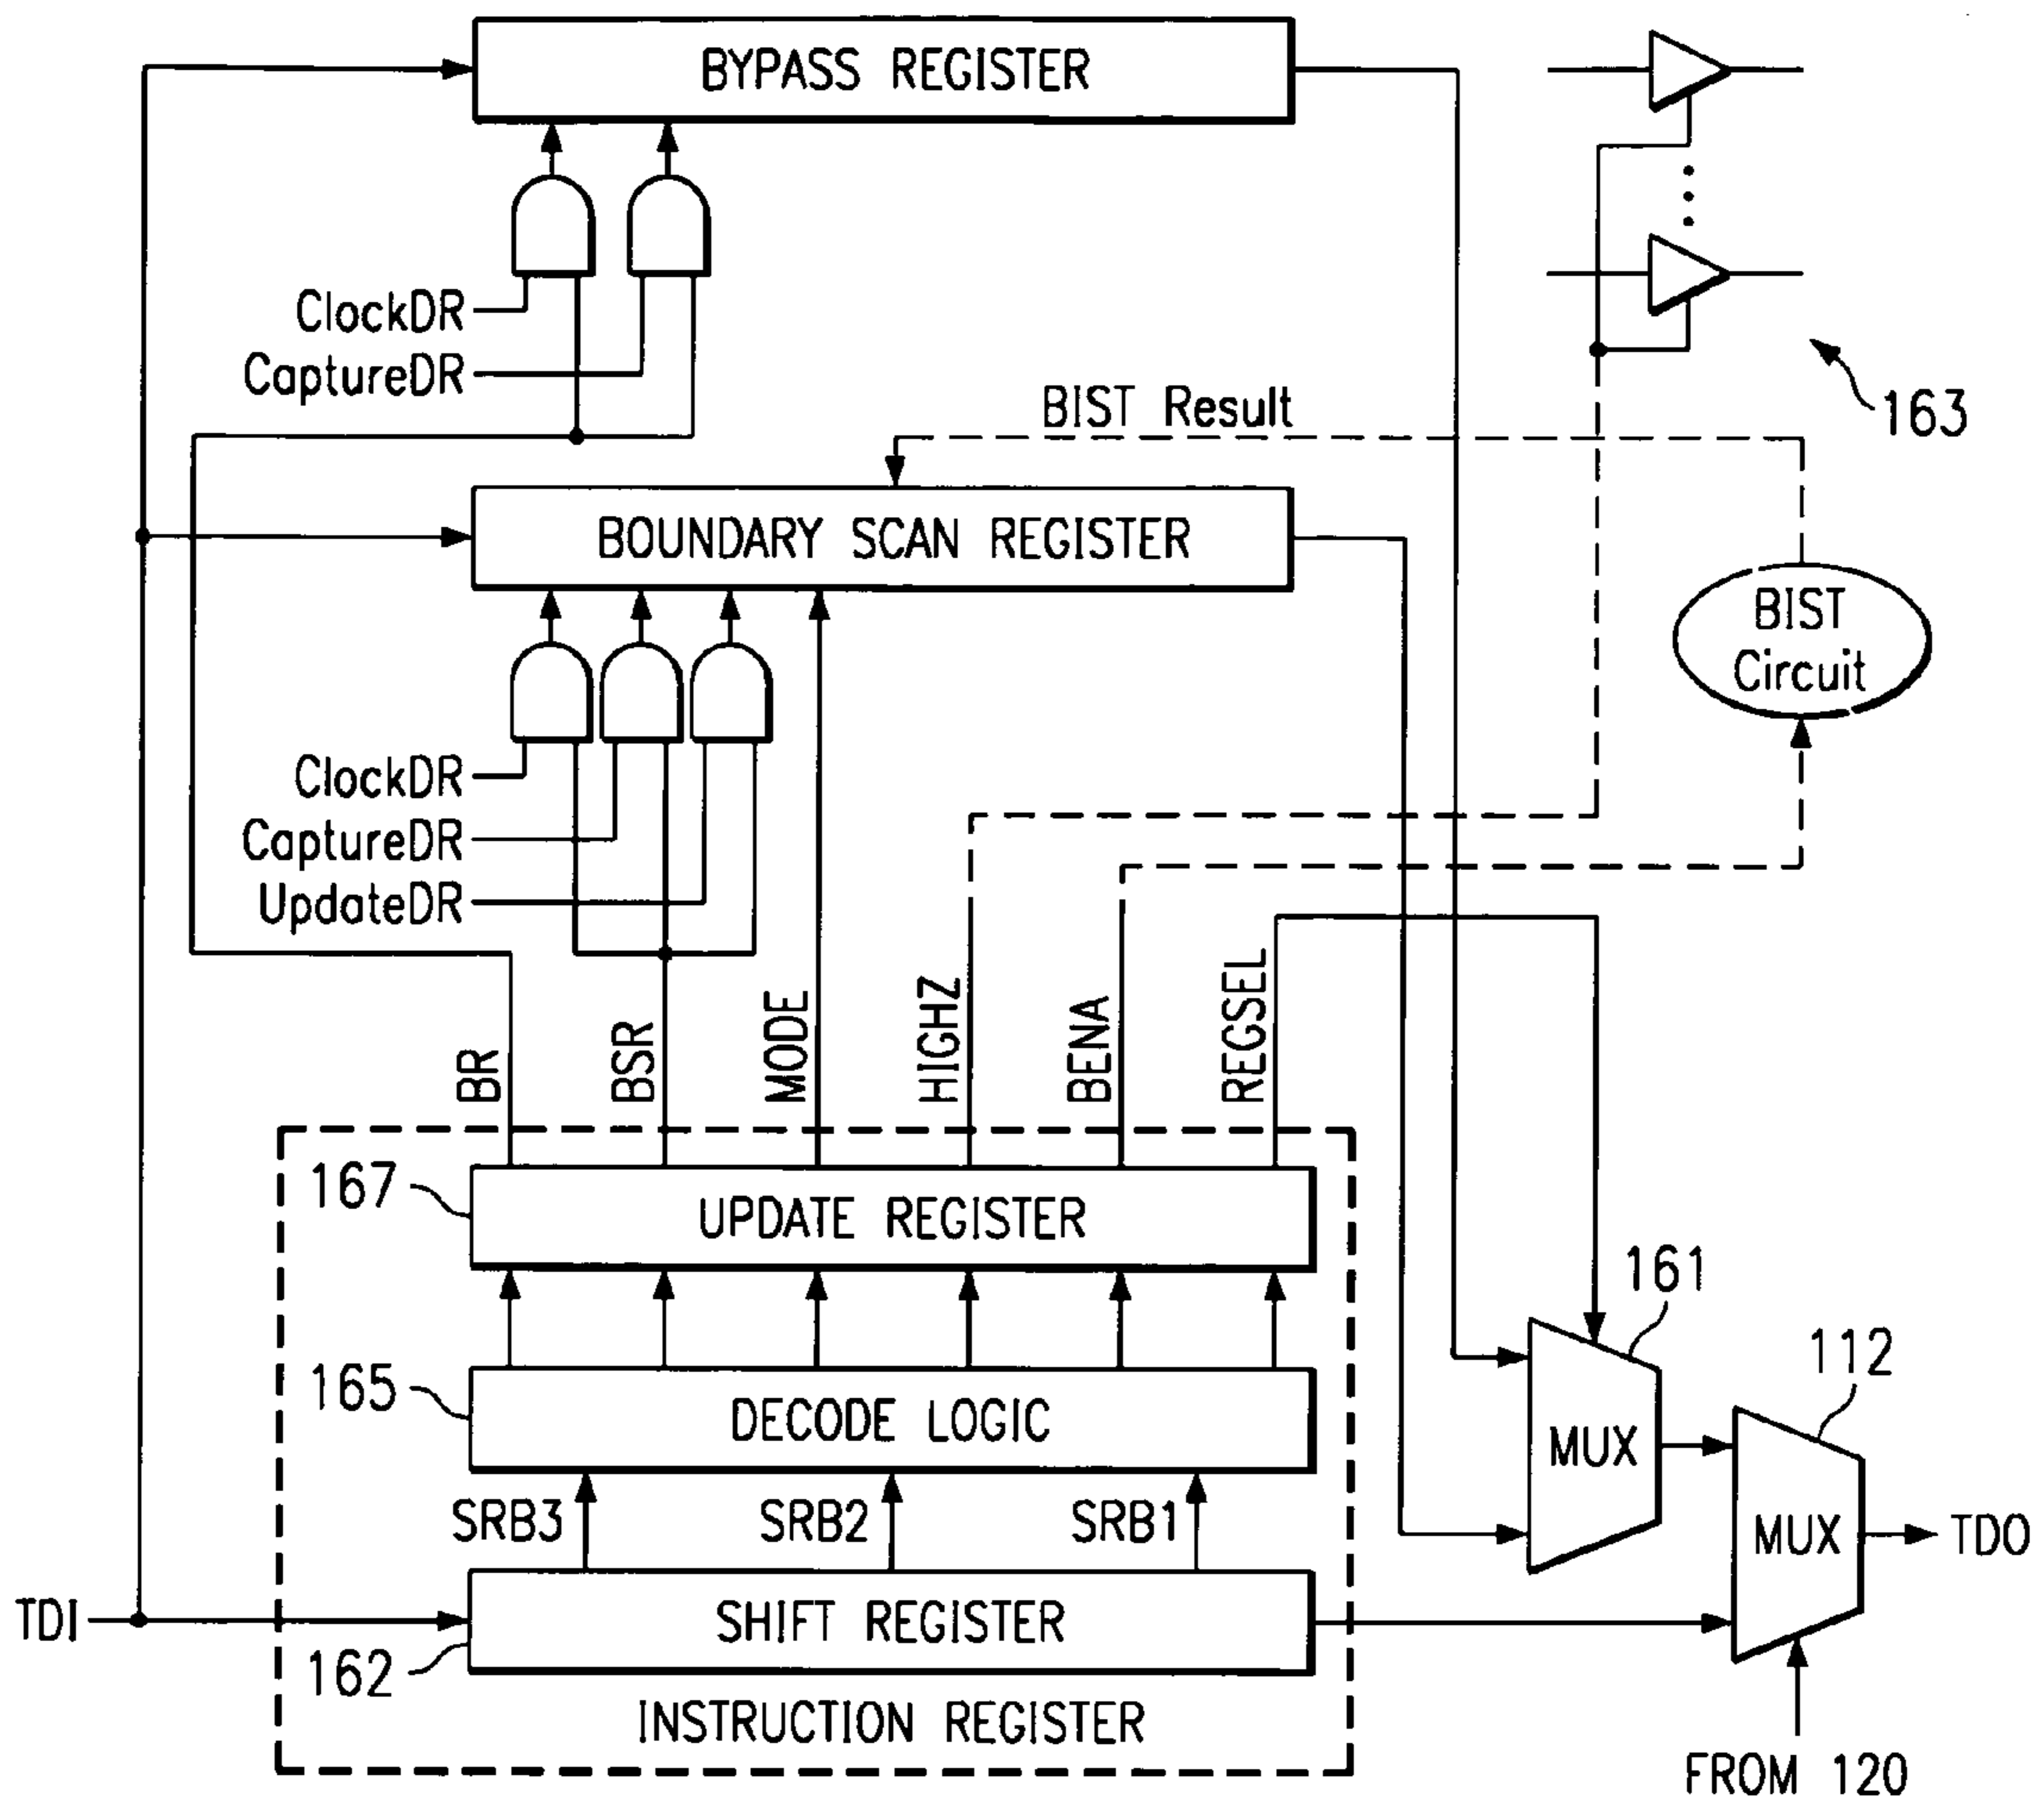 BYPASS REGISTER
ClockDR
CaptureDR
163
BIST Result
BOUNDARY SCAN REGISTER
BIST
Circuit
ClockDR
CaptureDR
UpdateDR
BR
BSR
MODE
HIGHZ
BENA
REGSEL
167
UPDATE REGISTER
161
112
165
DECODE LOGIC
MUX
SRB3
SRB2
SRB1
MUX
TDO
TDI
SHIFT REGISTER
162
INSTRUCTION REGISTER
FROM 120